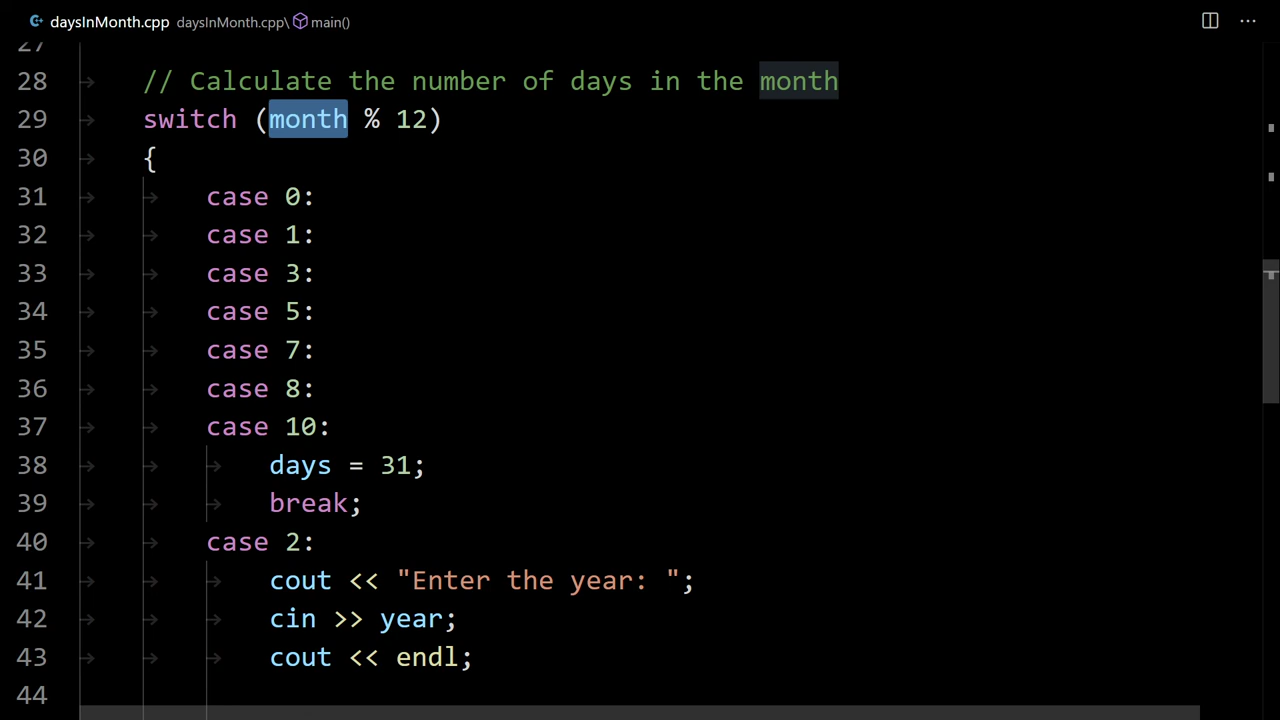 daysInMonth.cpp daysInMonth.cpp\ main() ...
27
28 // Calculate the number of days in the month
29 switch (month % 12)
30 {
31 case 0:
32 case 1:
33 case 3:
34 case 5:
35 case 7:
36 case 8:
37 case 10:
38 days = 31;
39 break;
40 case 2:
41 cout << "Enter the year: ";
42 cin >> year;
43 cout << endl;
44